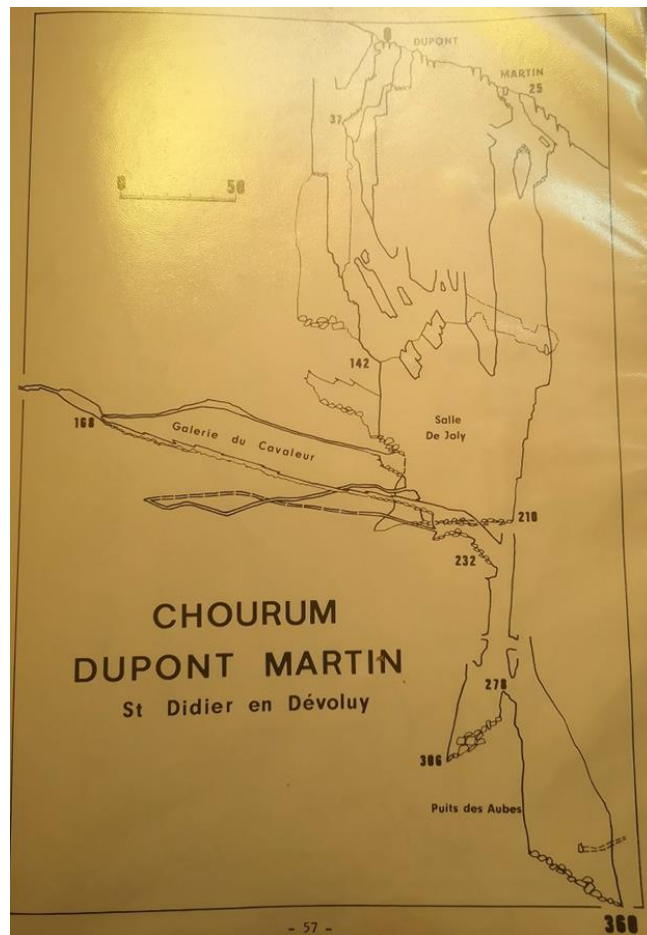 0
DUPONT
MARTIN
25
37
0 50
142
Salle
De Joly
168
Galerie du Cavaleur
210
232
CHOURUM
DUPONT MARTIN
St Didier en Dévoluy
278
306
Puits des Aubes
360
- 57 -